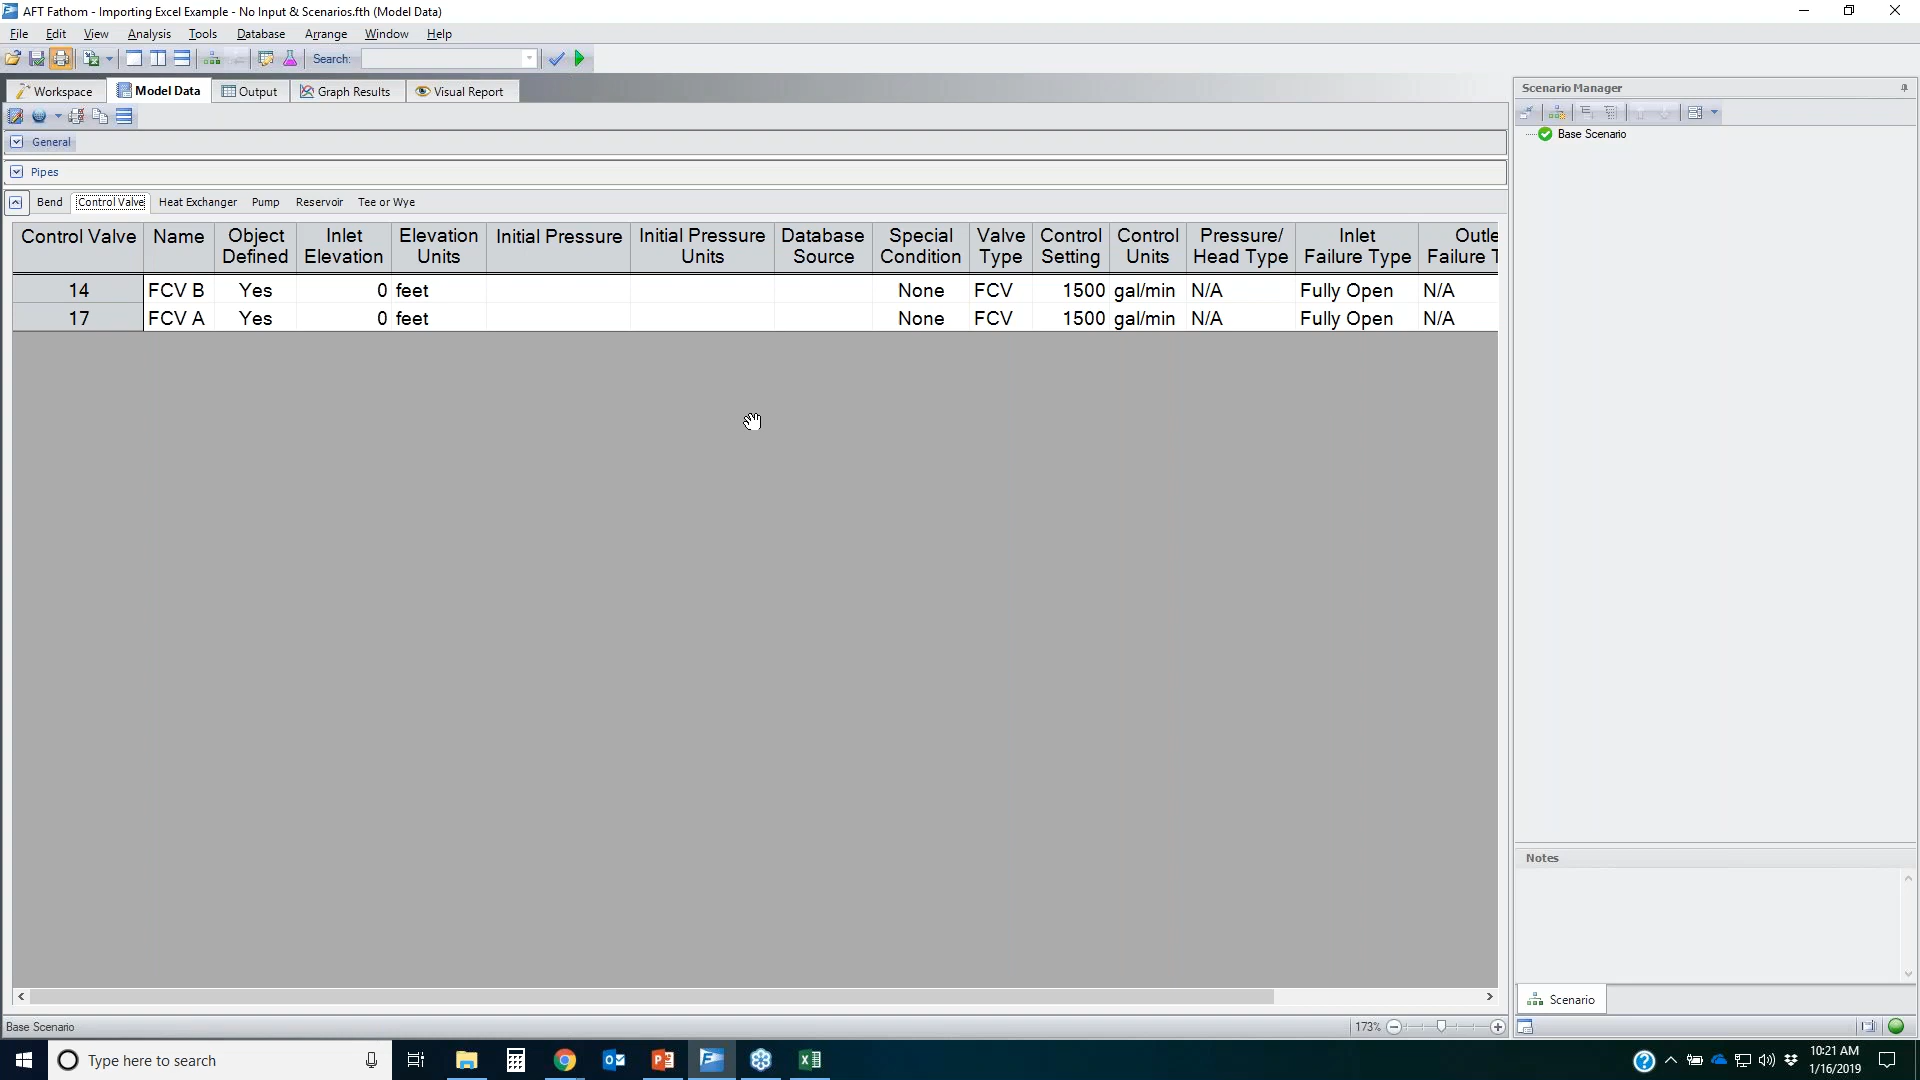 AFT Fathom - Importing Excel Example - No Input & Scenarios.fth (Model Data)
File Edit View Analysis Tools Database Arrange Window Help
Search:
Workspace Model Data Output Graph Results Visual Report
Scenario Manager
Base Scenario
General
Pipes
Bend Control Valve Heat Exchanger Pump Reservoir Tee or Wye
Control Valve Name Object Defined Inlet Elevation Elevation Units Initial Pressure Initial Pressure Units Database Source Special Condition Valve Type Control Setting Control Units Pressure/ Head Type Inlet Failure Type Outle Failure T
14 FCV B Yes 0 feet None FCV 1500 gal/min N/A Fully Open N/A
17 FCV A Yes 0 feet None FCV 1500 gal/min N/A Fully Open N/A
Notes
Scenario
Base Scenario 173%
Type here to search
10:21 AM
1/16/2019